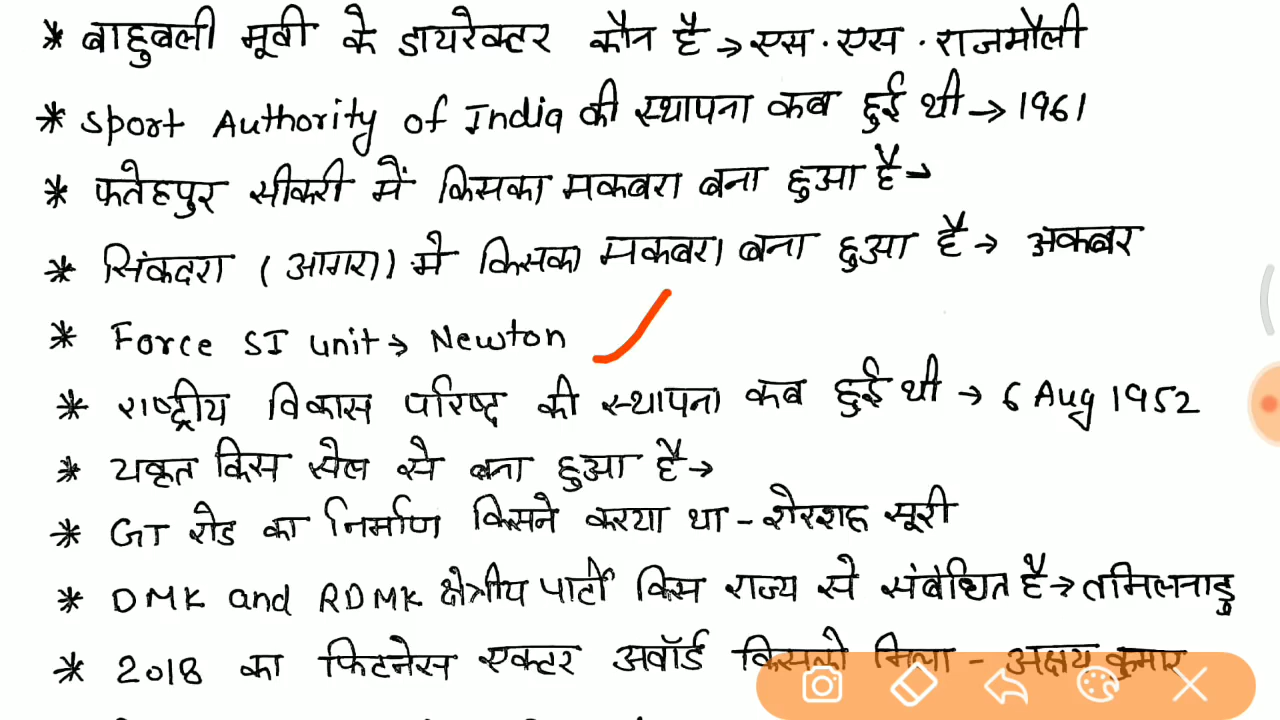 * बाहुबली मूवी के डायरेक्टर कौन है → एस. एस. राजमौली
* Sport Authority of India की स्थापना कब हुई थी → 1961
* फतेहपुर सीकरी में किसका मकबरा बना हुआ है →
* सिंकदरा (आगरा) में किसका मकबरा बना हुआ है → अकबर
* Force SI unit → Newton
* राष्ट्रीय विकास परिषद की स्थापना कब हुई थी → 6 Aug 1952
* यकृत किस सेल से बना हुआ है →
* GT रोड का निर्माण किसने करया था - शेरशाह सूरी
* DMK and RDMK क्षेत्रीय पार्टी किस राज्य से संबंधित है → तमिलनाडु
* 2018 का फिटनेस एक्टर अवॉर्ड किसको मिला - अक्षय कुमार